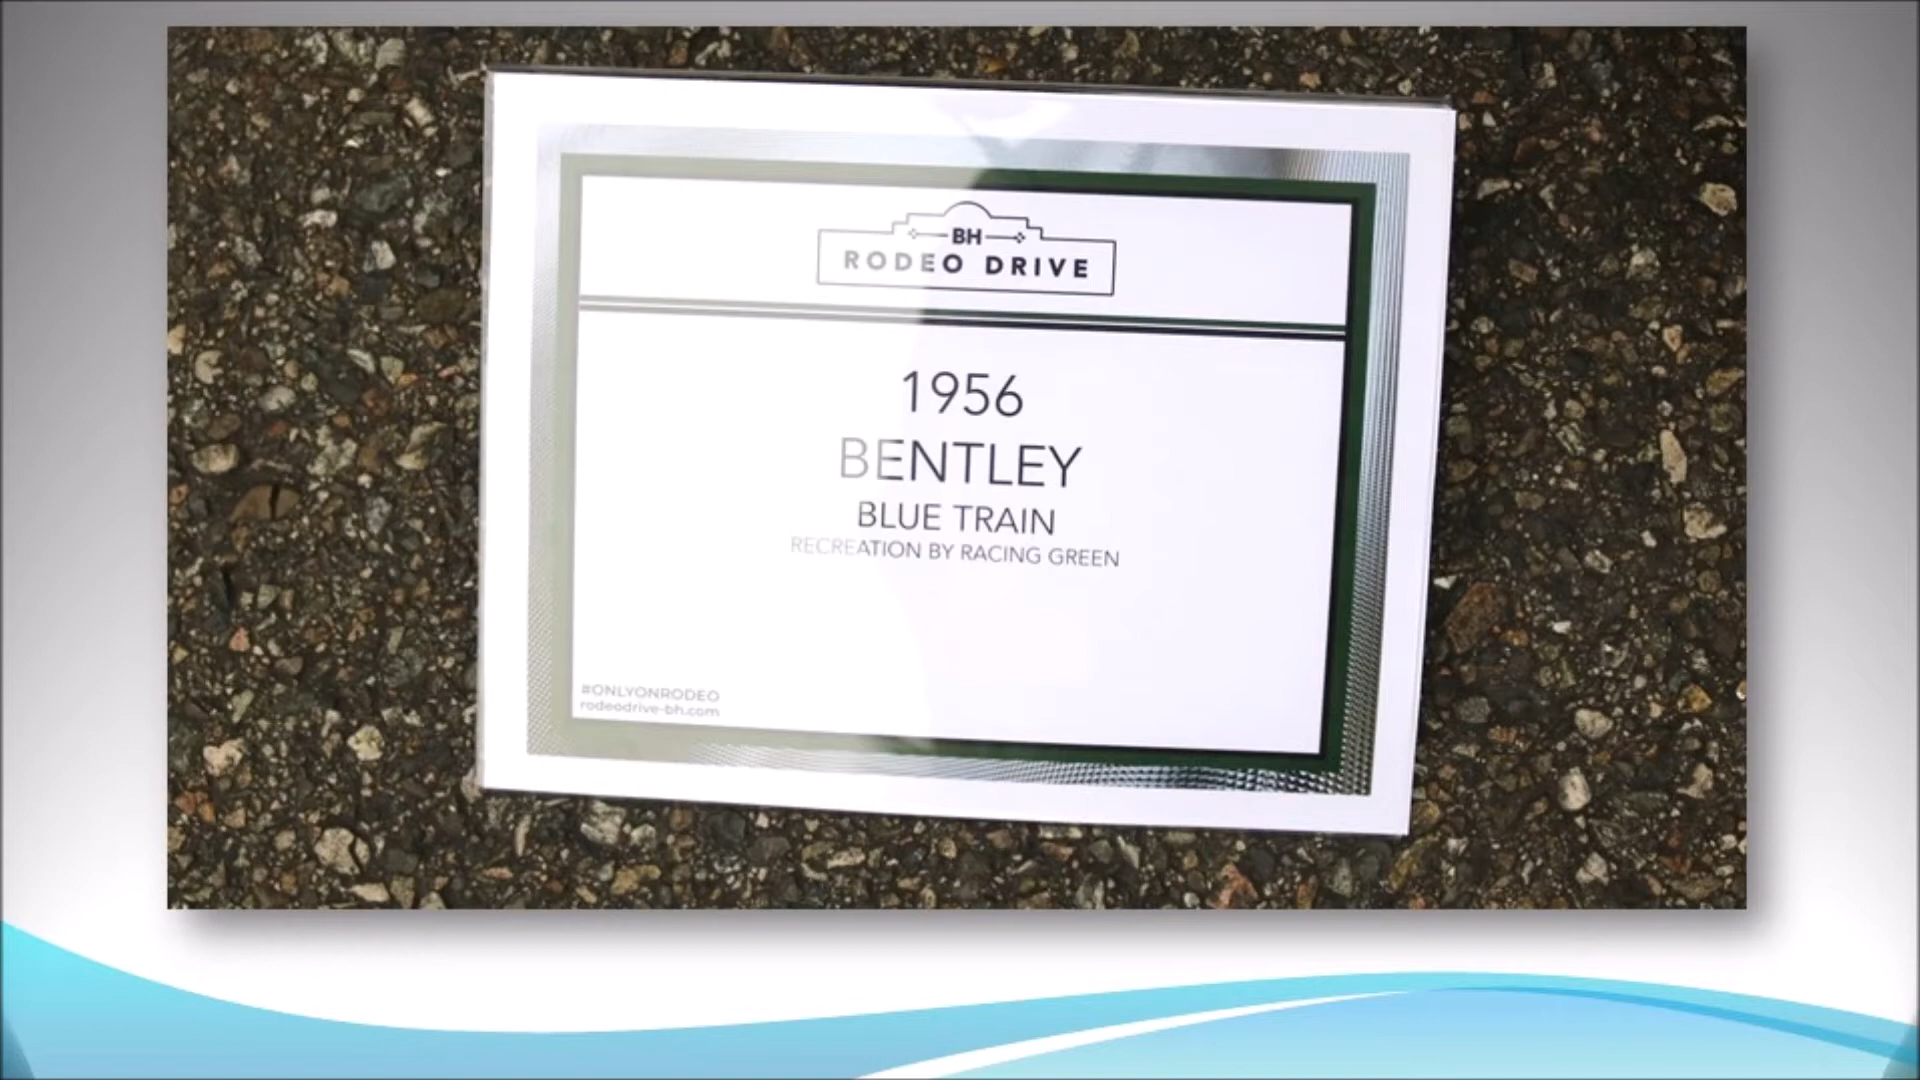 BH
RODEO DRIVE
1956
BENTLEY
BLUE TRAIN
RECREATION BY RACING GREEN
#ONLYONRODEO
rodeodrive-bh.com